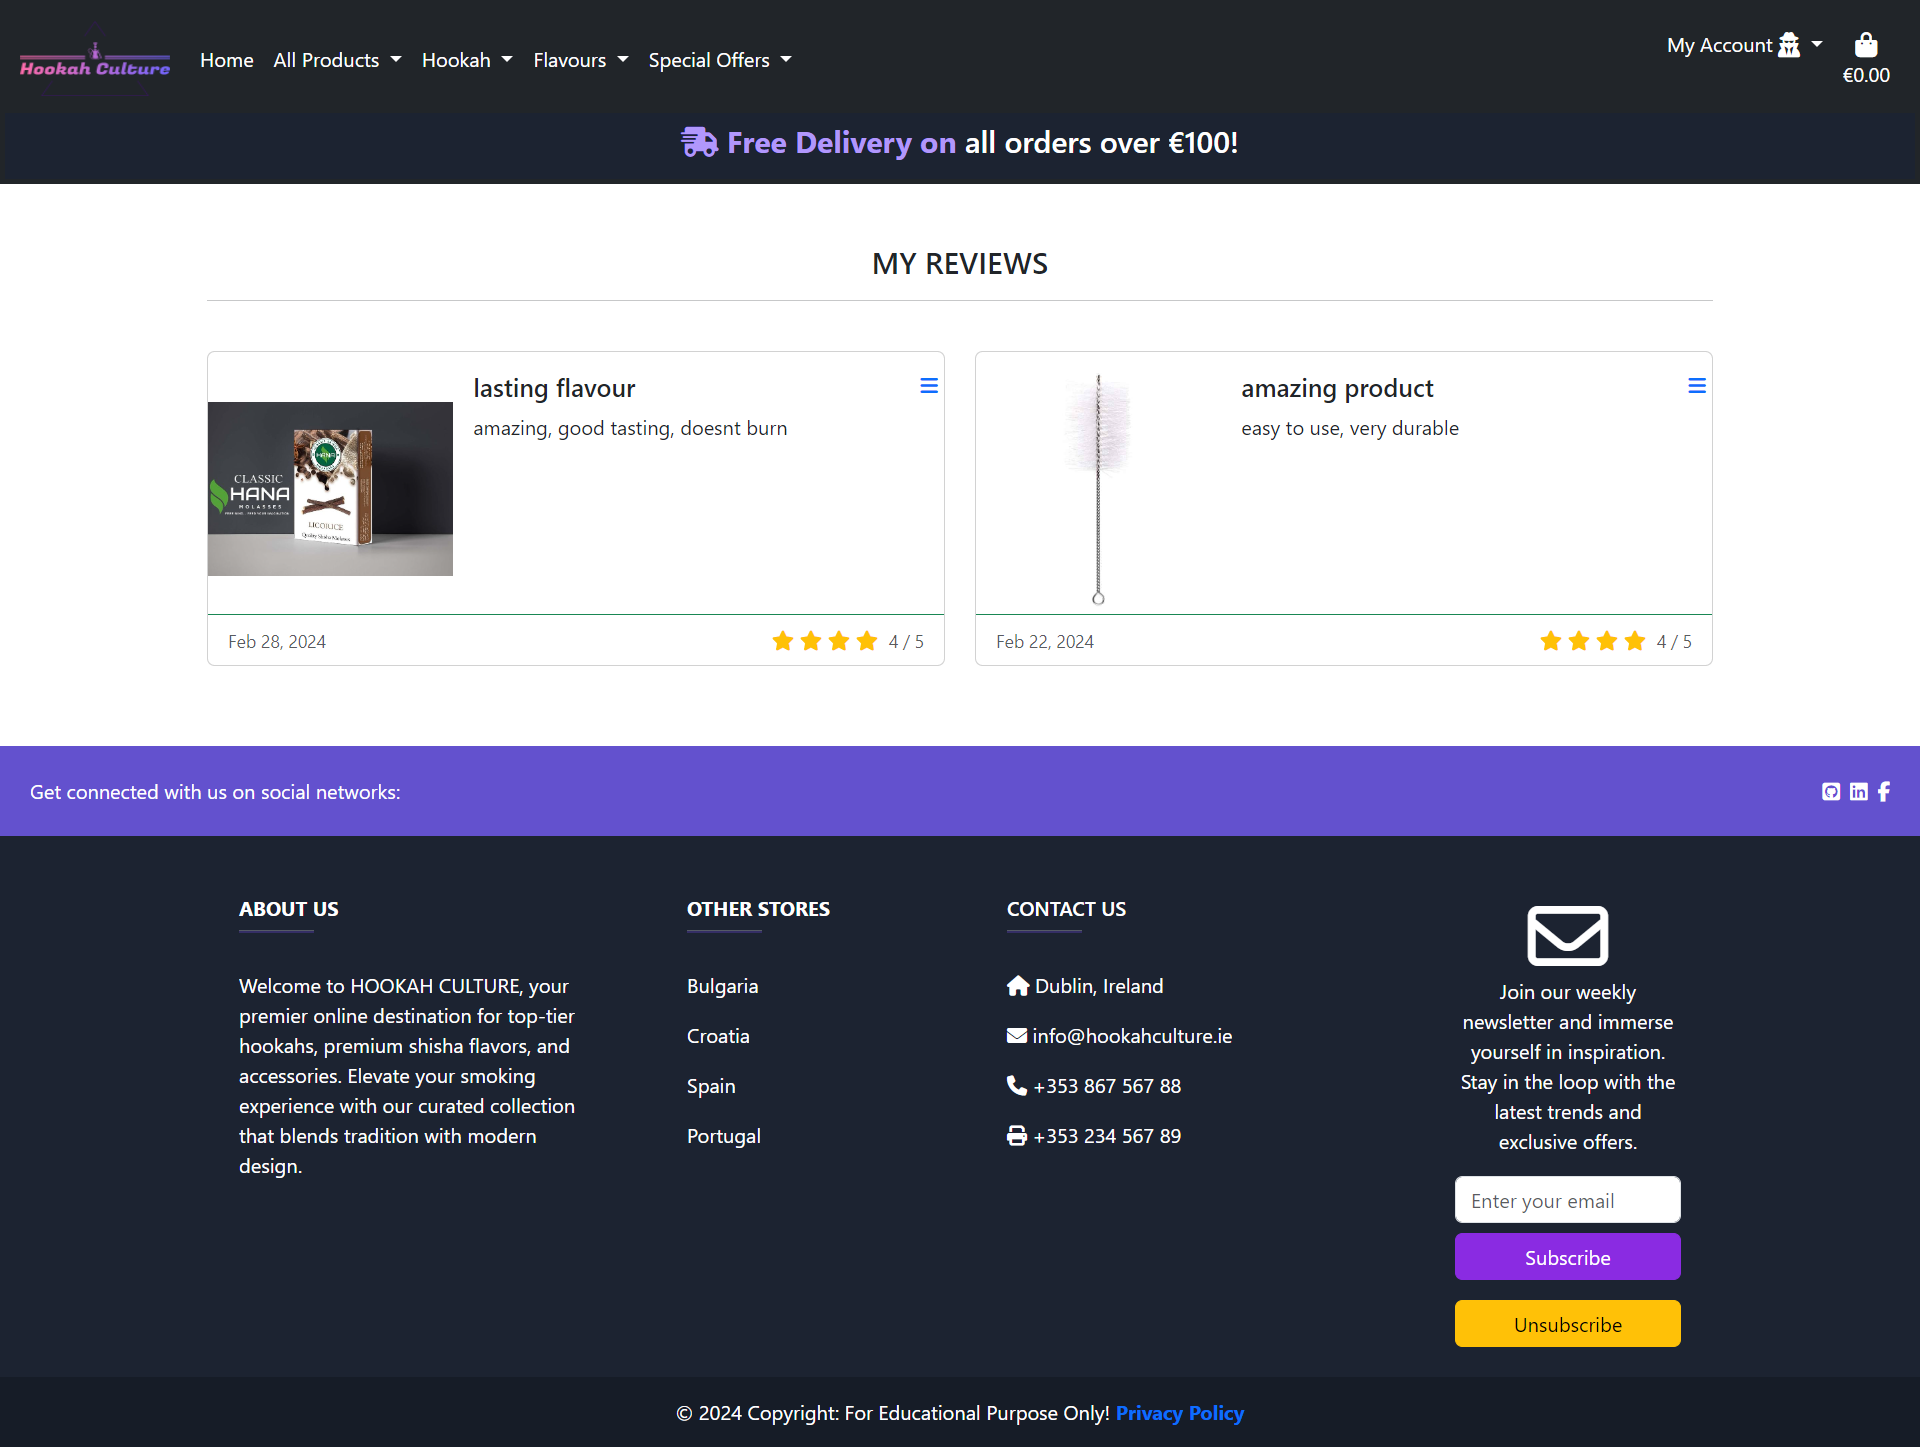 Hookah Culture
Home All Products Hookah Flavours Special Offers
My Account
€0.00
Free Delivery on all orders over €100!
MY REVIEWS
lasting flavour
amazing, good tasting, doesnt burn
CLASSIC
HANA
MOLASSES
HANA
LICORICE
Quality Shisha Molasses
Feb 28, 2024
4 / 5
amazing product
easy to use, very durable
Feb 22, 2024
4 / 5
Get connected with us on social networks:
ABOUT US
Welcome to HOOKAH CULTURE, your
premier online destination for top-tier
hookahs, premium shisha flavors, and
accessories. Elevate your smoking
experience with our curated collection
that blends tradition with modern
design.
OTHER STORES
Bulgaria
Croatia
Spain
Portugal
CONTACT US
Dublin, Ireland
info@hookahculture.ie
+353 867 567 88
+353 234 567 89
Join our weekly
newsletter and immerse
yourself in inspiration.
Stay in the loop with the
latest trends and
exclusive offers.
Enter your email
Subscribe
Unsubscribe
© 2024 Copyright: For Educational Purpose Only! Privacy Policy